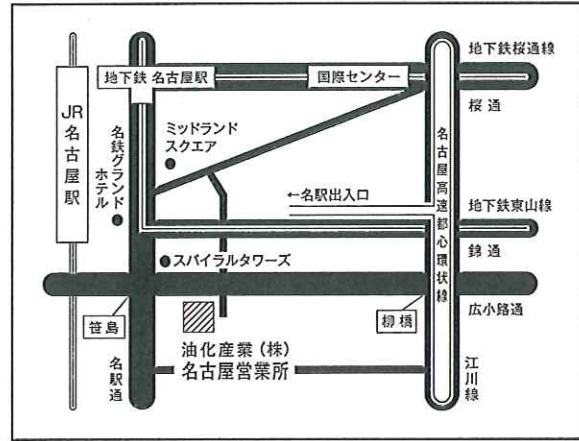 地下鉄桜通線
地下鉄 名古屋駅
国際センター
桜通
JR名古屋駅
名鉄グランド
ホテル
ミッドランド
スクエア
名古屋高速都心環状線
←名駅出入口
地下鉄東山線
錦通
スパイラルタワーズ
広小路通
笹島
柳橋
油化産業(株)
名古屋営業所
名駅通
江川線